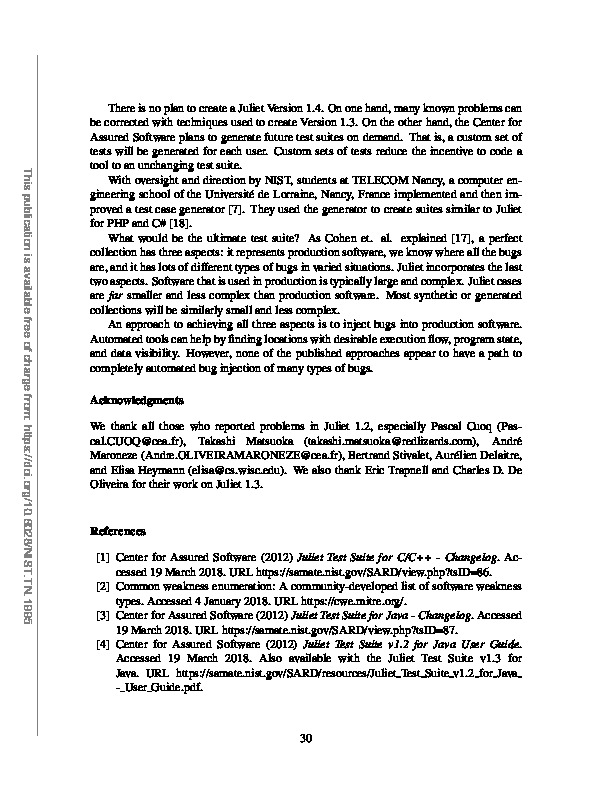 There is no plan to create a Juliet Version 1.4. On one hand, many known problems can
be corrected with techniques used to create Version 1.3. On the other hand, the Center for
Assured Software plans to generate future test suites on demand. That is, a custom set of
tests will be generated for each user. Custom sets of tests reduce the incentive to code a
tool to an unchanging test suite.
With oversight and direction by NIST, students at TELECOM Nancy, a computer en-
gineering school of the Université de Lorraine, Nancy, France implemented and then im-
proved a test case generator [7]. They used the generator to create suites similar to Juliet
for PHP and C# [18].
What would be the ultimate test suite? As Cohen et. al. explained [17], a perfect
collection has three aspects: it represents production software, we know where all the bugs
are, and it has lots of different types of bugs in varied situations. Juliet incorporates the last
two aspects. Software that is used in production is typically large and complex. Juliet cases
are far smaller and less complex than production software. Most synthetic or generated
collections will be similarly small and less complex.
An approach to achieving all three aspects is to inject bugs into production software.
Automated tools can help by finding locations with desirable execution flow, program state,
and data visibility. However, none of the published approaches appear to have a path to
completely automated bug injection of many types of bugs.
Acknowledgments
We thank all those who reported problems in Juliet 1.2, especially Pascal Cuoq (Pas-
cal.CUOQ@cea.fr), Takashi Matsuoka (takashi.matsuoka@redlizards.com), André
Maroneze (Andre.OLIVEIRAMARONEZE@cea.fr), Bertrand Stivalet, Aurélien Delaitre,
and Elisa Heymann (elisa@cs.wisc.edu). We also thank Eric Trapnell and Charles D. De
Oliveira for their work on Juliet 1.3.
References
[1] Center for Assured Software (2012) Juliet Test Suite for C/C++ - Changelog. Ac-
cessed 19 March 2018. URL https://samate.nist.gov/SARD/view.php?tsID=86.
[2] Common weakness enumeration: A community-developed list of software weakness
types. Accessed 4 January 2018. URL https://cwe.mitre.org/.
[3] Center for Assured Software (2012) Juliet Test Suite for Java - Changelog. Accessed
19 March 2018. URL https://samate.nist.gov/SARD/view.php?tsID=87.
[4] Center for Assured Software (2012) Juliet Test Suite v1.2 for Java User Guide.
Accessed 19 March 2018. Also available with the Juliet Test Suite v1.3 for
Java. URL https://samate.nist.gov/SARD/resources/Juliet_Test_Suite_v1.2_for_Java_
-_User_Guide.pdf.
30
This publication is available free of charge from: https://doi.org/10.6028/NIST.TN.1995